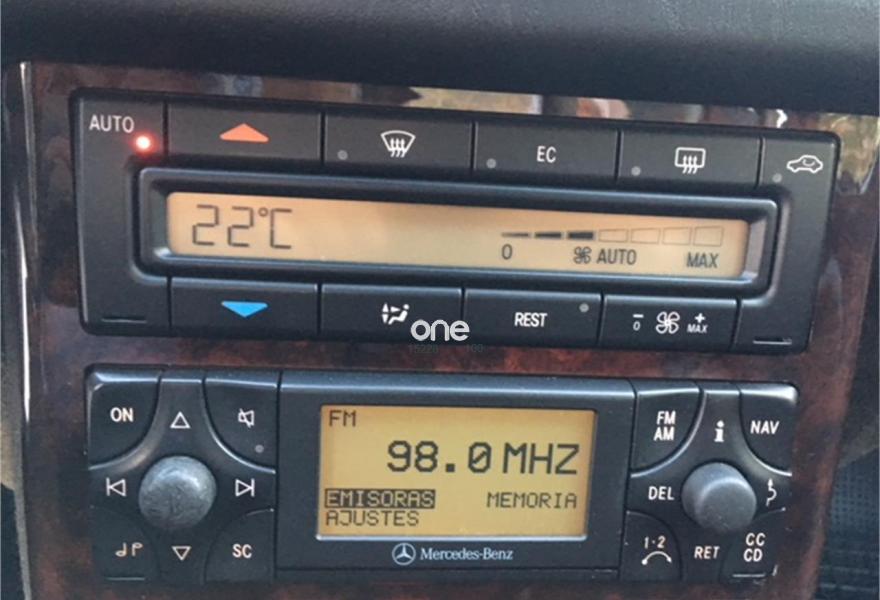 AUTO
EC
22°C
0 AUTO MAX
REST
0 MAX
one
ON
FM
98.0 MHZ
EMISORAS MEMORIA
AJUSTES
SC
Mercedes-Benz
FM
AM
NAV
DEL
1·2
RET
CC
CD